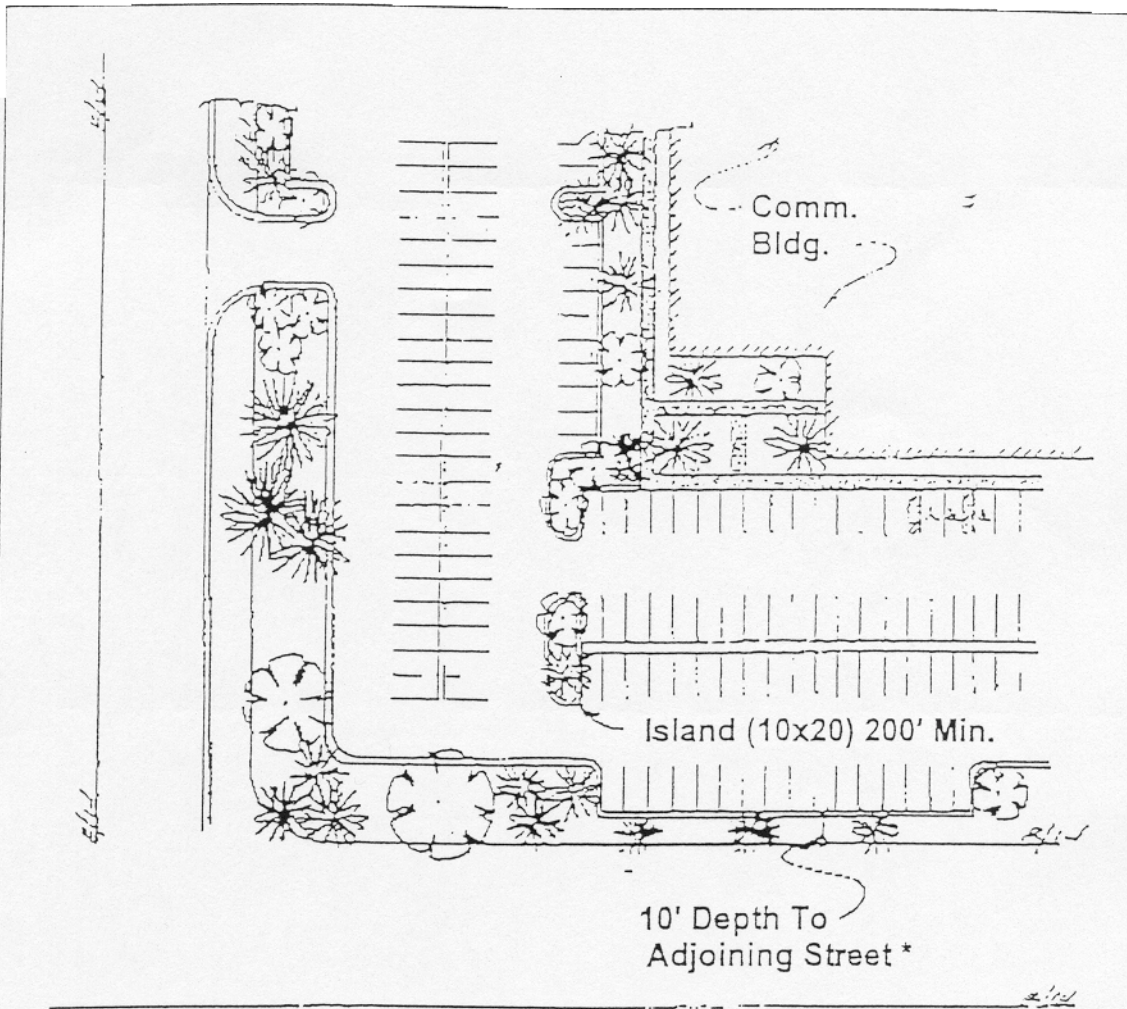 Comm.
Bldg.
Island (10x20) 200' Min.
10' Depth To
Adjoining Street *